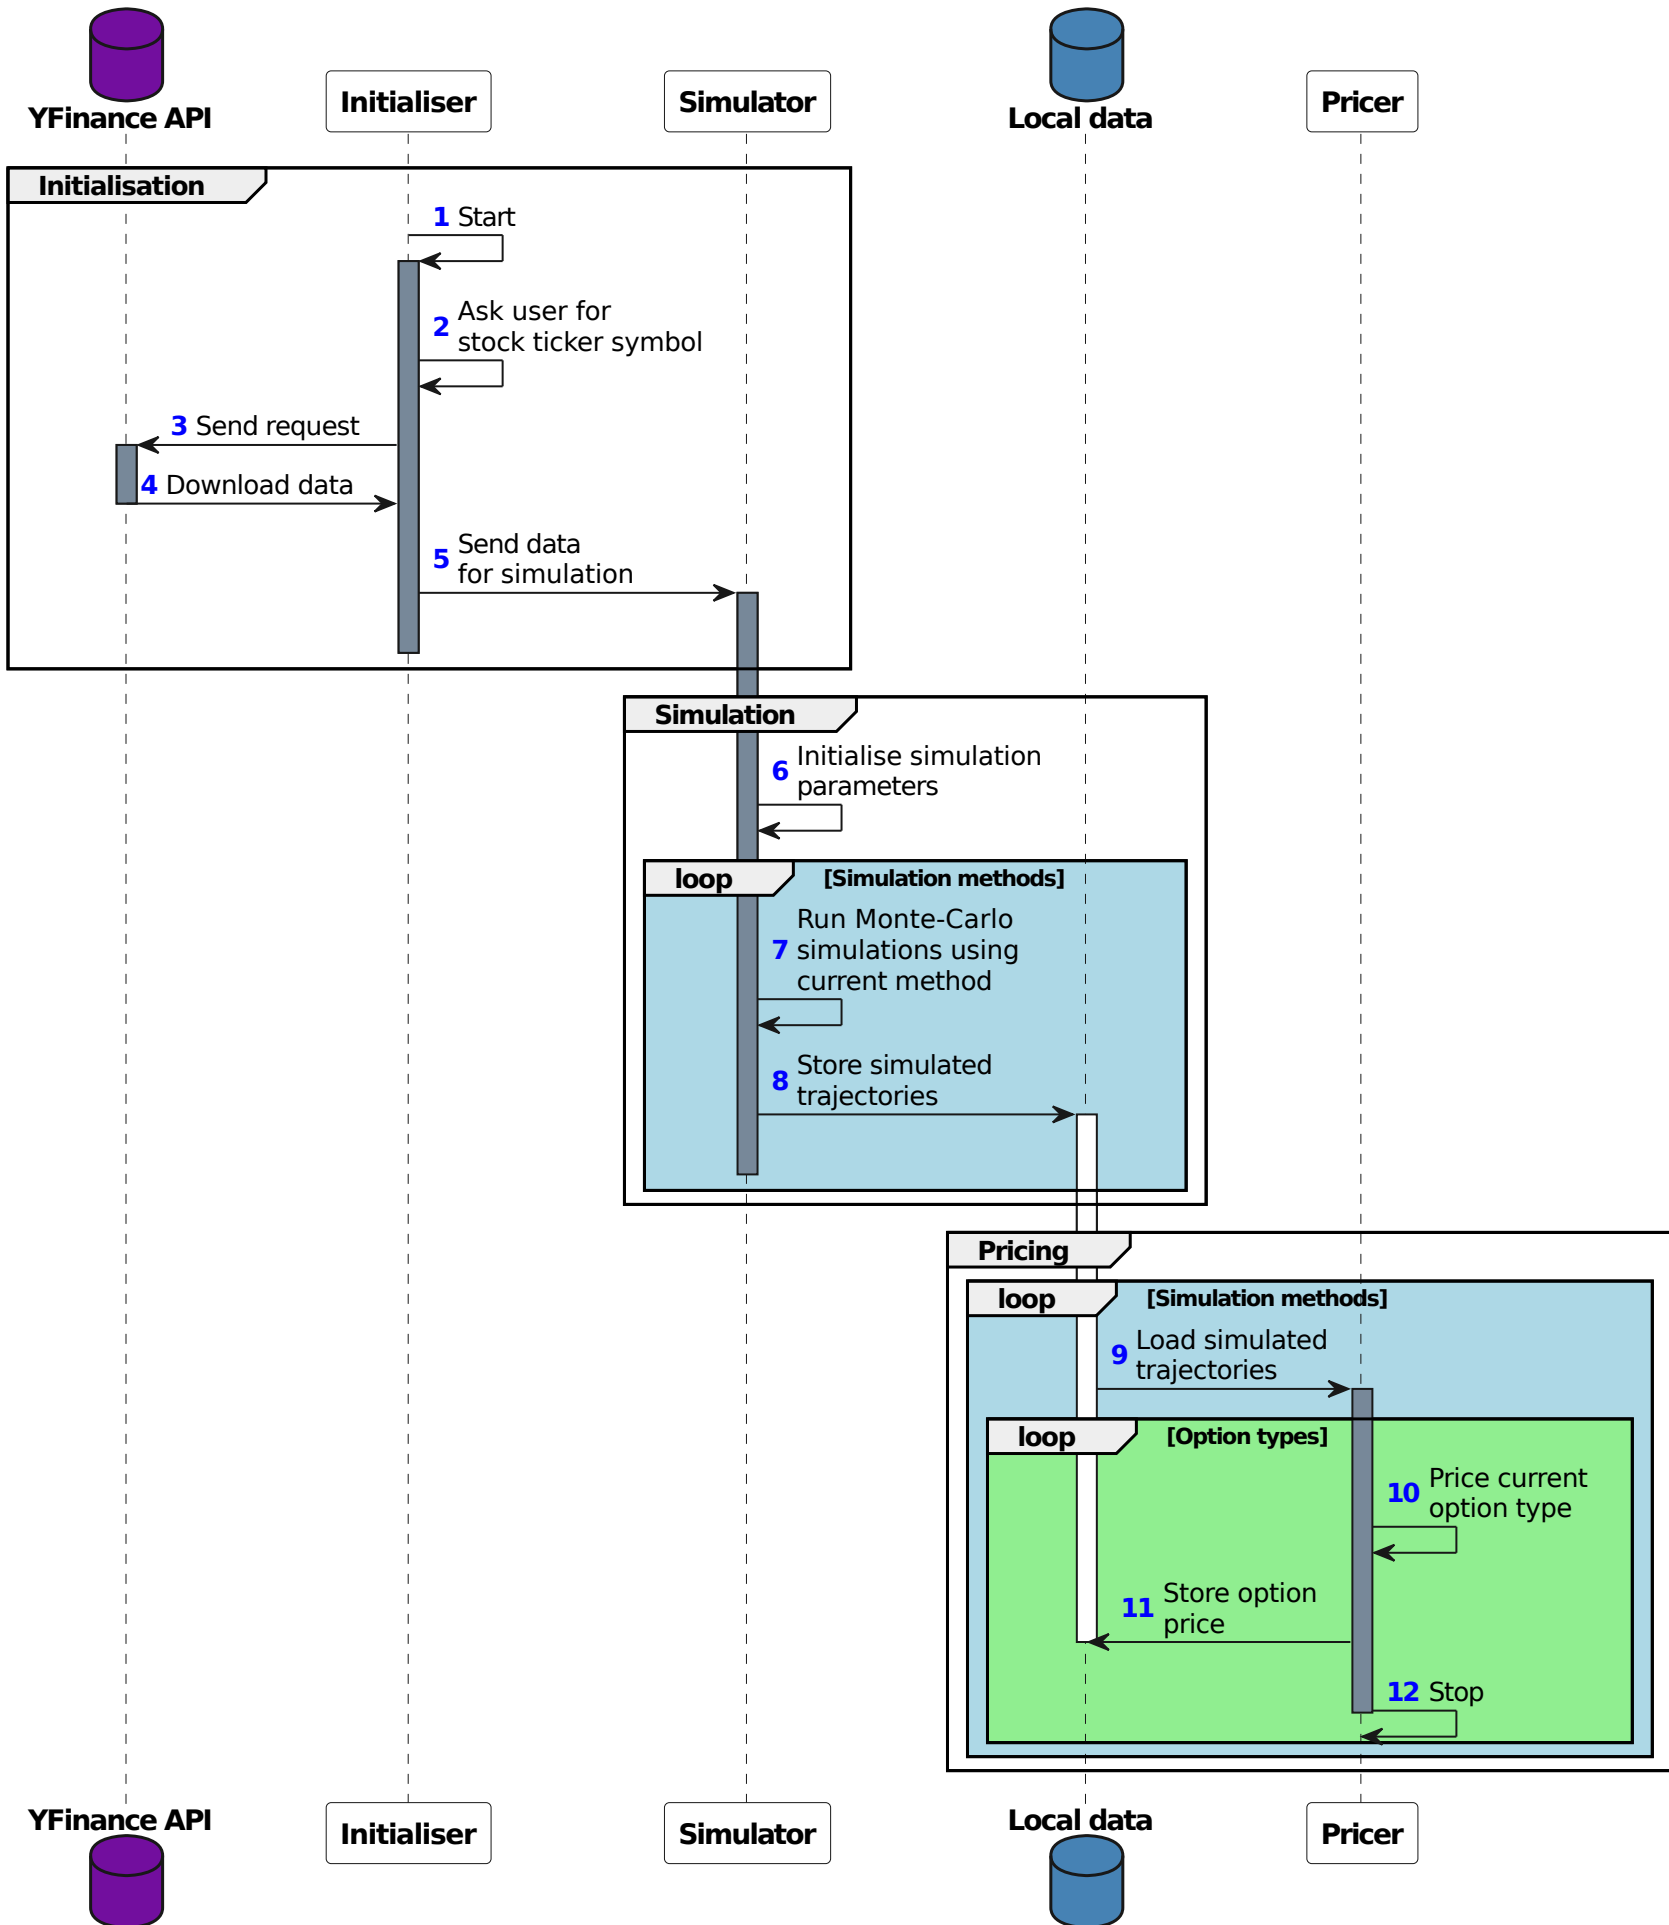 YFinance API
Initialiser
Simulator
Local data
Pricer
Initialisation
1 Start
2 Ask user for
stock ticker symbol
3 Send request
4 Download data
5 Send data
for simulation
Simulation
6 Initialise simulation
parameters
loop [Simulation methods]
Run Monte-Carlo
7 simulations using
current method
8 Store simulated
trajectories
Pricing
loop [Simulation methods]
9 Load simulated
trajectories
loop [Option types]
10 Price current
option type
11 Store option
price
12 Stop
YFinance API
Initialiser
Simulator
Local data
Pricer